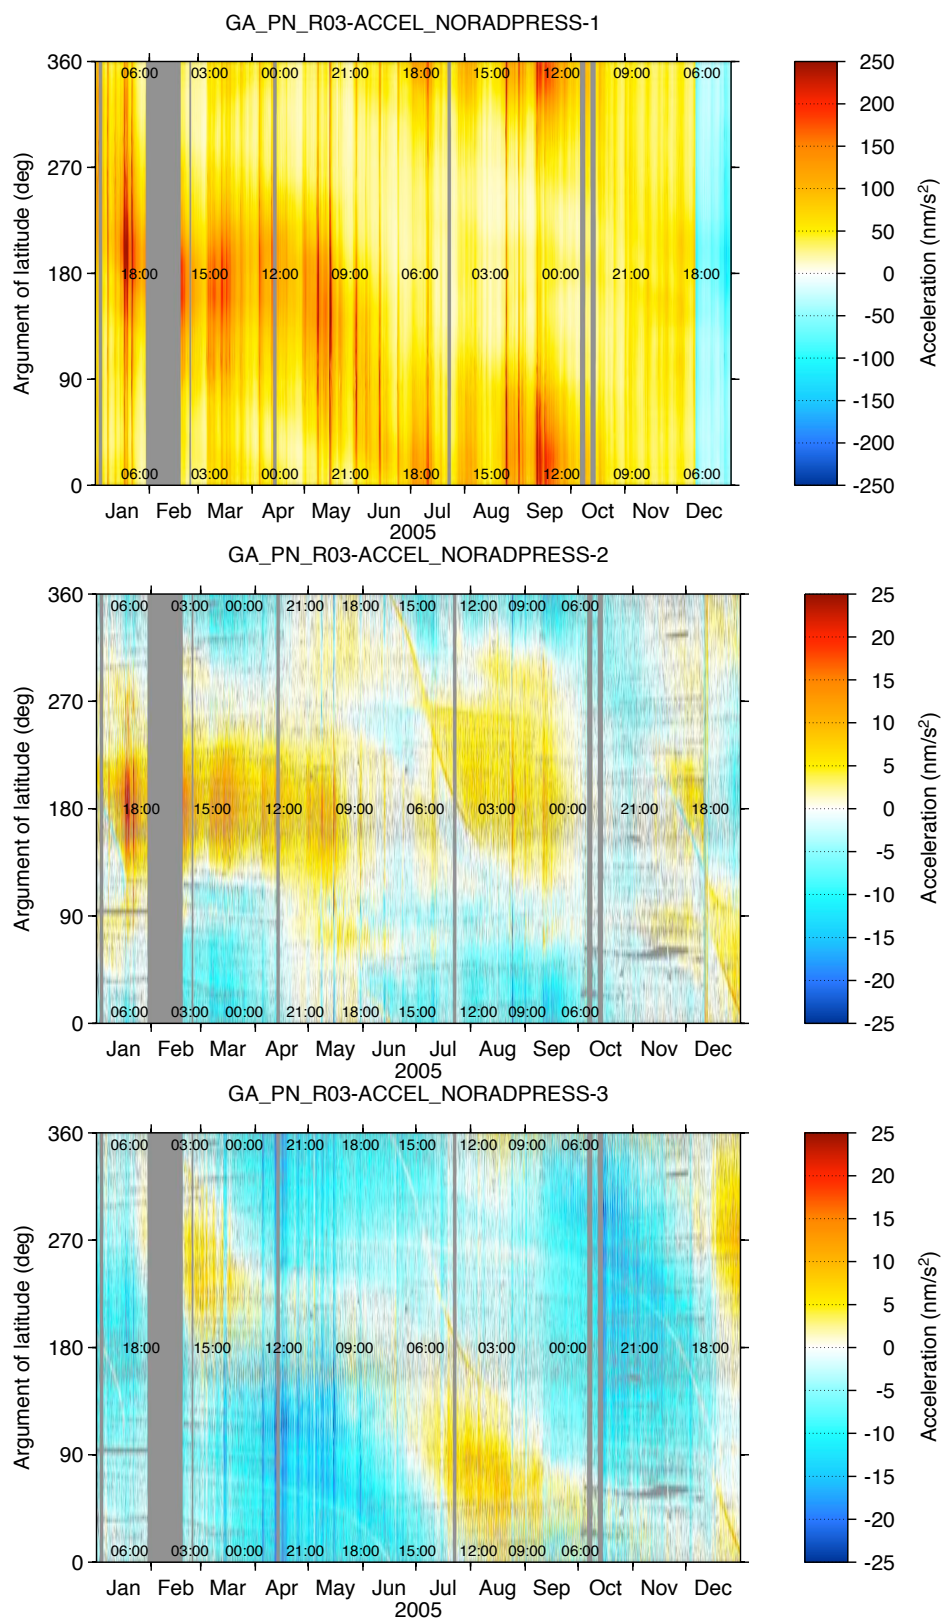 GA_PN_R03-ACCEL_NORADPRESS-1
360 06:00 03:00 00:00 21:00 18:00 15:00 12:00 09:00 06:00 250
200
270 150
100
50
180 18:00 15:00 12:00 09:00 06:00 03:00 00:00 21:00 18:00 0
-50
90 -100
-150
-200
0 06:00 03:00 00:00 21:00 18:00 15:00 12:00 09:00 06:00 -250
Argument of latitude (deg)
Acceleration (nm/s²)
Jan Feb Mar Apr May Jun Jul Aug Sep Oct Nov Dec
2005
GA_PN_R03-ACCEL_NORADPRESS-2
360 06:00 03:00 00:00 21:00 18:00 15:00 12:00 09:00 06:00 25
20
270 15
10
5
180 18:00 15:00 12:00 09:00 06:00 03:00 00:00 21:00 18:00 0
-5
90 -10
-15
-20
0 06:00 03:00 00:00 21:00 18:00 15:00 12:00 09:00 06:00 -25
Argument of latitude (deg)
Acceleration (nm/s²)
Jan Feb Mar Apr May Jun Jul Aug Sep Oct Nov Dec
2005
GA_PN_R03-ACCEL_NORADPRESS-3
360 06:00 03:00 00:00 21:00 18:00 15:00 12:00 09:00 06:00 25
20
270 15
10
5
180 18:00 15:00 12:00 09:00 06:00 03:00 00:00 21:00 18:00 0
-5
90 -10
-15
-20
0 06:00 03:00 00:00 21:00 18:00 15:00 12:00 09:00 06:00 -25
Argument of latitude (deg)
Acceleration (nm/s²)
Jan Feb Mar Apr May Jun Jul Aug Sep Oct Nov Dec
2005